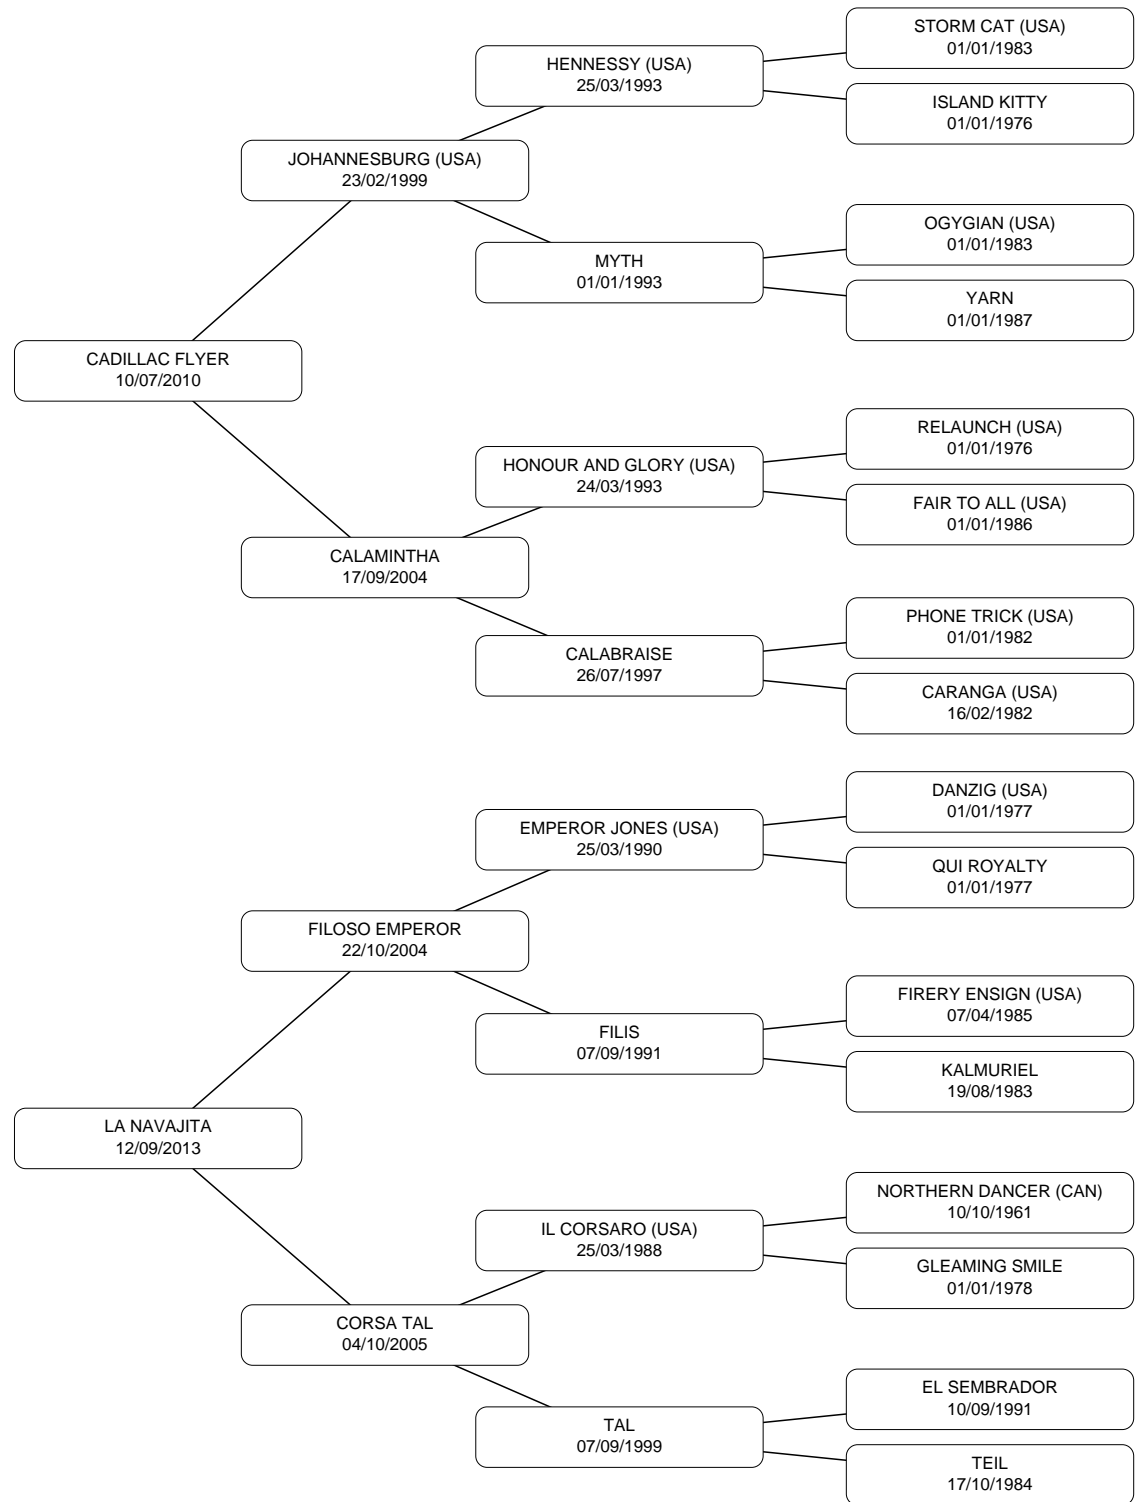 STORM CAT (USA)
01/01/1983
HENNESSY (USA)
25/03/1993
ISLAND KITTY
01/01/1976
JOHANNESBURG (USA)
23/02/1999
OGYGIAN (USA)
01/01/1983
MYTH
01/01/1993
YARN
01/01/1987
CADILLAC FLYER
10/07/2010
RELAUNCH (USA)
01/01/1976
HONOUR AND GLORY (USA)
24/03/1993
FAIR TO ALL (USA)
01/01/1986
CALAMINTHA
17/09/2004
PHONE TRICK (USA)
01/01/1982
CALABRAISE
26/07/1997
CARANGA (USA)
16/02/1982
DANZIG (USA)
01/01/1977
EMPEROR JONES (USA)
25/03/1990
QUI ROYALTY
01/01/1977
FILOSO EMPEROR
22/10/2004
FIRERY ENSIGN (USA)
07/04/1985
FILIS
07/09/1991
KALMURIEL
19/08/1983
LA NAVAJITA
12/09/2013
NORTHERN DANCER (CAN)
10/10/1961
IL CORSARO (USA)
25/03/1988
GLEAMING SMILE
01/01/1978
CORSA TAL
04/10/2005
EL SEMBRADOR
10/09/1991
TAL
07/09/1999
TEIL
17/10/1984